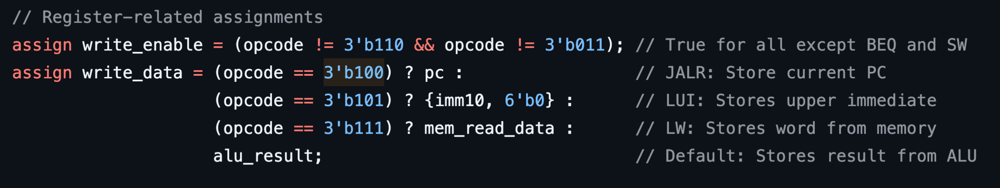 // Register-related assignments
assign write_enable = (opcode != 3'b110 && opcode != 3'b011); // True for all except BEQ and SW
assign write_data = (opcode == 3'b100) ? pc : // JALR: Store current PC
(opcode == 3'b101) ? {imm10, 6'b0} : // LUI: Stores upper immediate
(opcode == 3'b111) ? mem_read_data : // LW: Stores word from memory
alu_result; // Default: Stores result from ALU